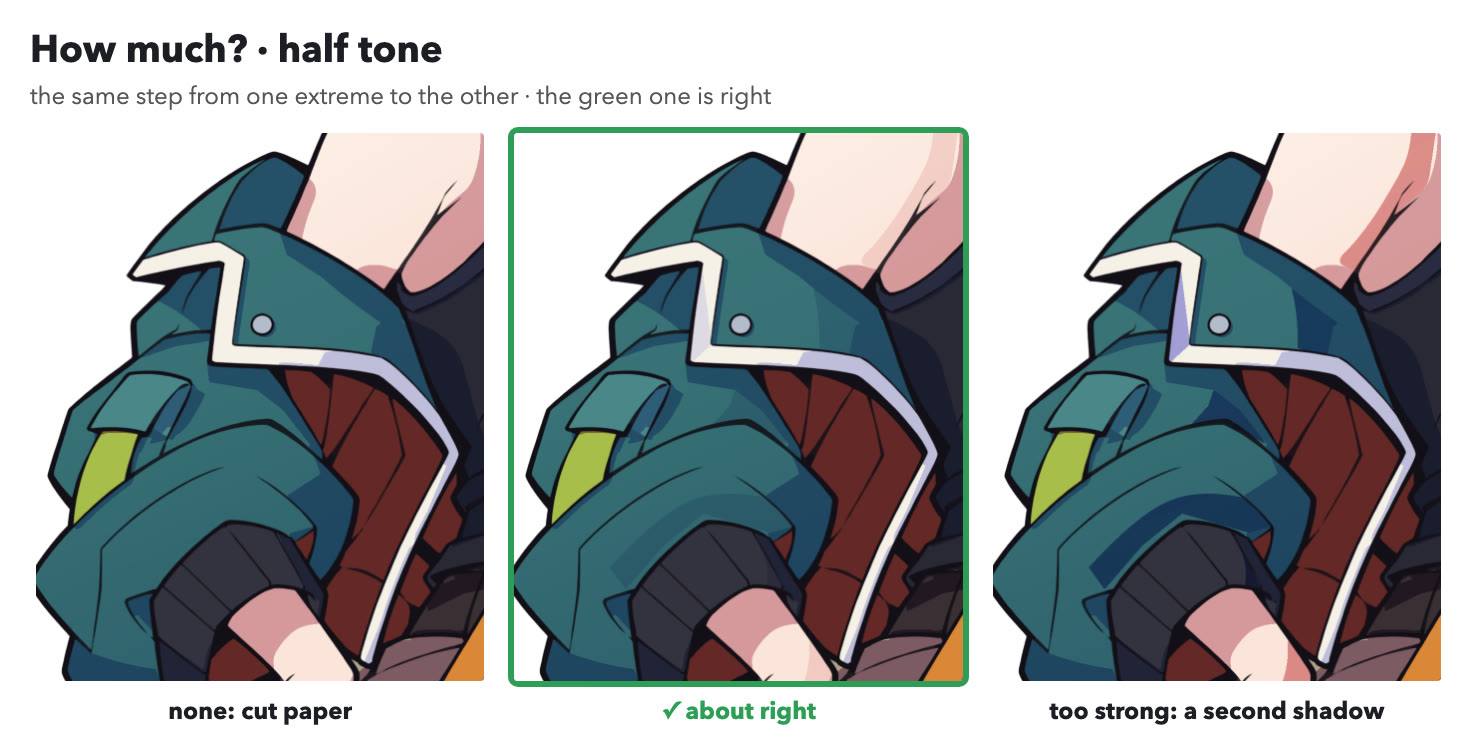 How much? · half tone
the same step from one extreme to the other · the green one is right
none: cut paper
✓ about right
too strong: a second shadow